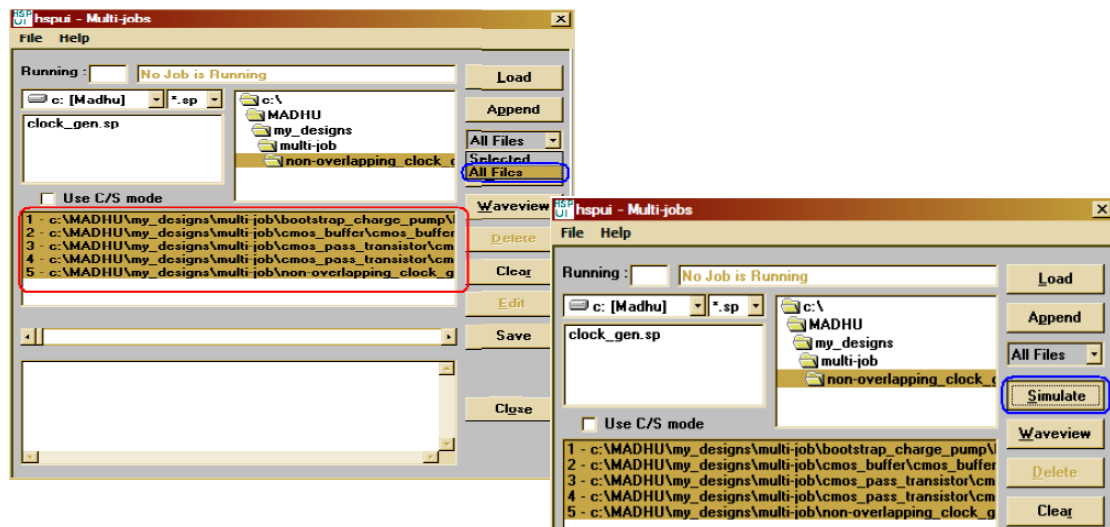 HSP UI hspui - Multi-jobs
File Help
Running : No Job is Running
Load
c: [Madhu] *.sp
c:\
Append
clock_gen.sp
MADHU
my_designs
All Files
multi-job
Selected
non-overlapping_clock_g
All Files
Use C/S mode
Waveview
1 - c:\MADHU\my_designs\multi-job\bootstrap_charge_pump\
2 - c:\MADHU\my_designs\multi-job\cmos_buffer\cmos_buffer
3 - c:\MADHU\my_designs\multi-job\cmos_pass_transistor\cm
4 - c:\MADHU\my_designs\multi-job\cmos_pass_transistor\cm
5 - c:\MADHU\my_designs\multi-job\non-overlapping_clock_g
Delete
Clear
Edit
Save
Close
HSP UI hspui - Multi-jobs
File Help
Running : No Job is Running
Load
c: [Madhu] *.sp
c:\
Append
clock_gen.sp
MADHU
my_designs
All Files
multi-job
non-overlapping_clock_g
Simulate
Use C/S mode
Waveview
1 - c:\MADHU\my_designs\multi-job\bootstrap_charge_pump\
2 - c:\MADHU\my_designs\multi-job\cmos_buffer\cmos_buffer
3 - c:\MADHU\my_designs\multi-job\cmos_pass_transistor\cm
4 - c:\MADHU\my_designs\multi-job\cmos_pass_transistor\cm
5 - c:\MADHU\my_designs\multi-job\non-overlapping_clock_g
Delete
Clear